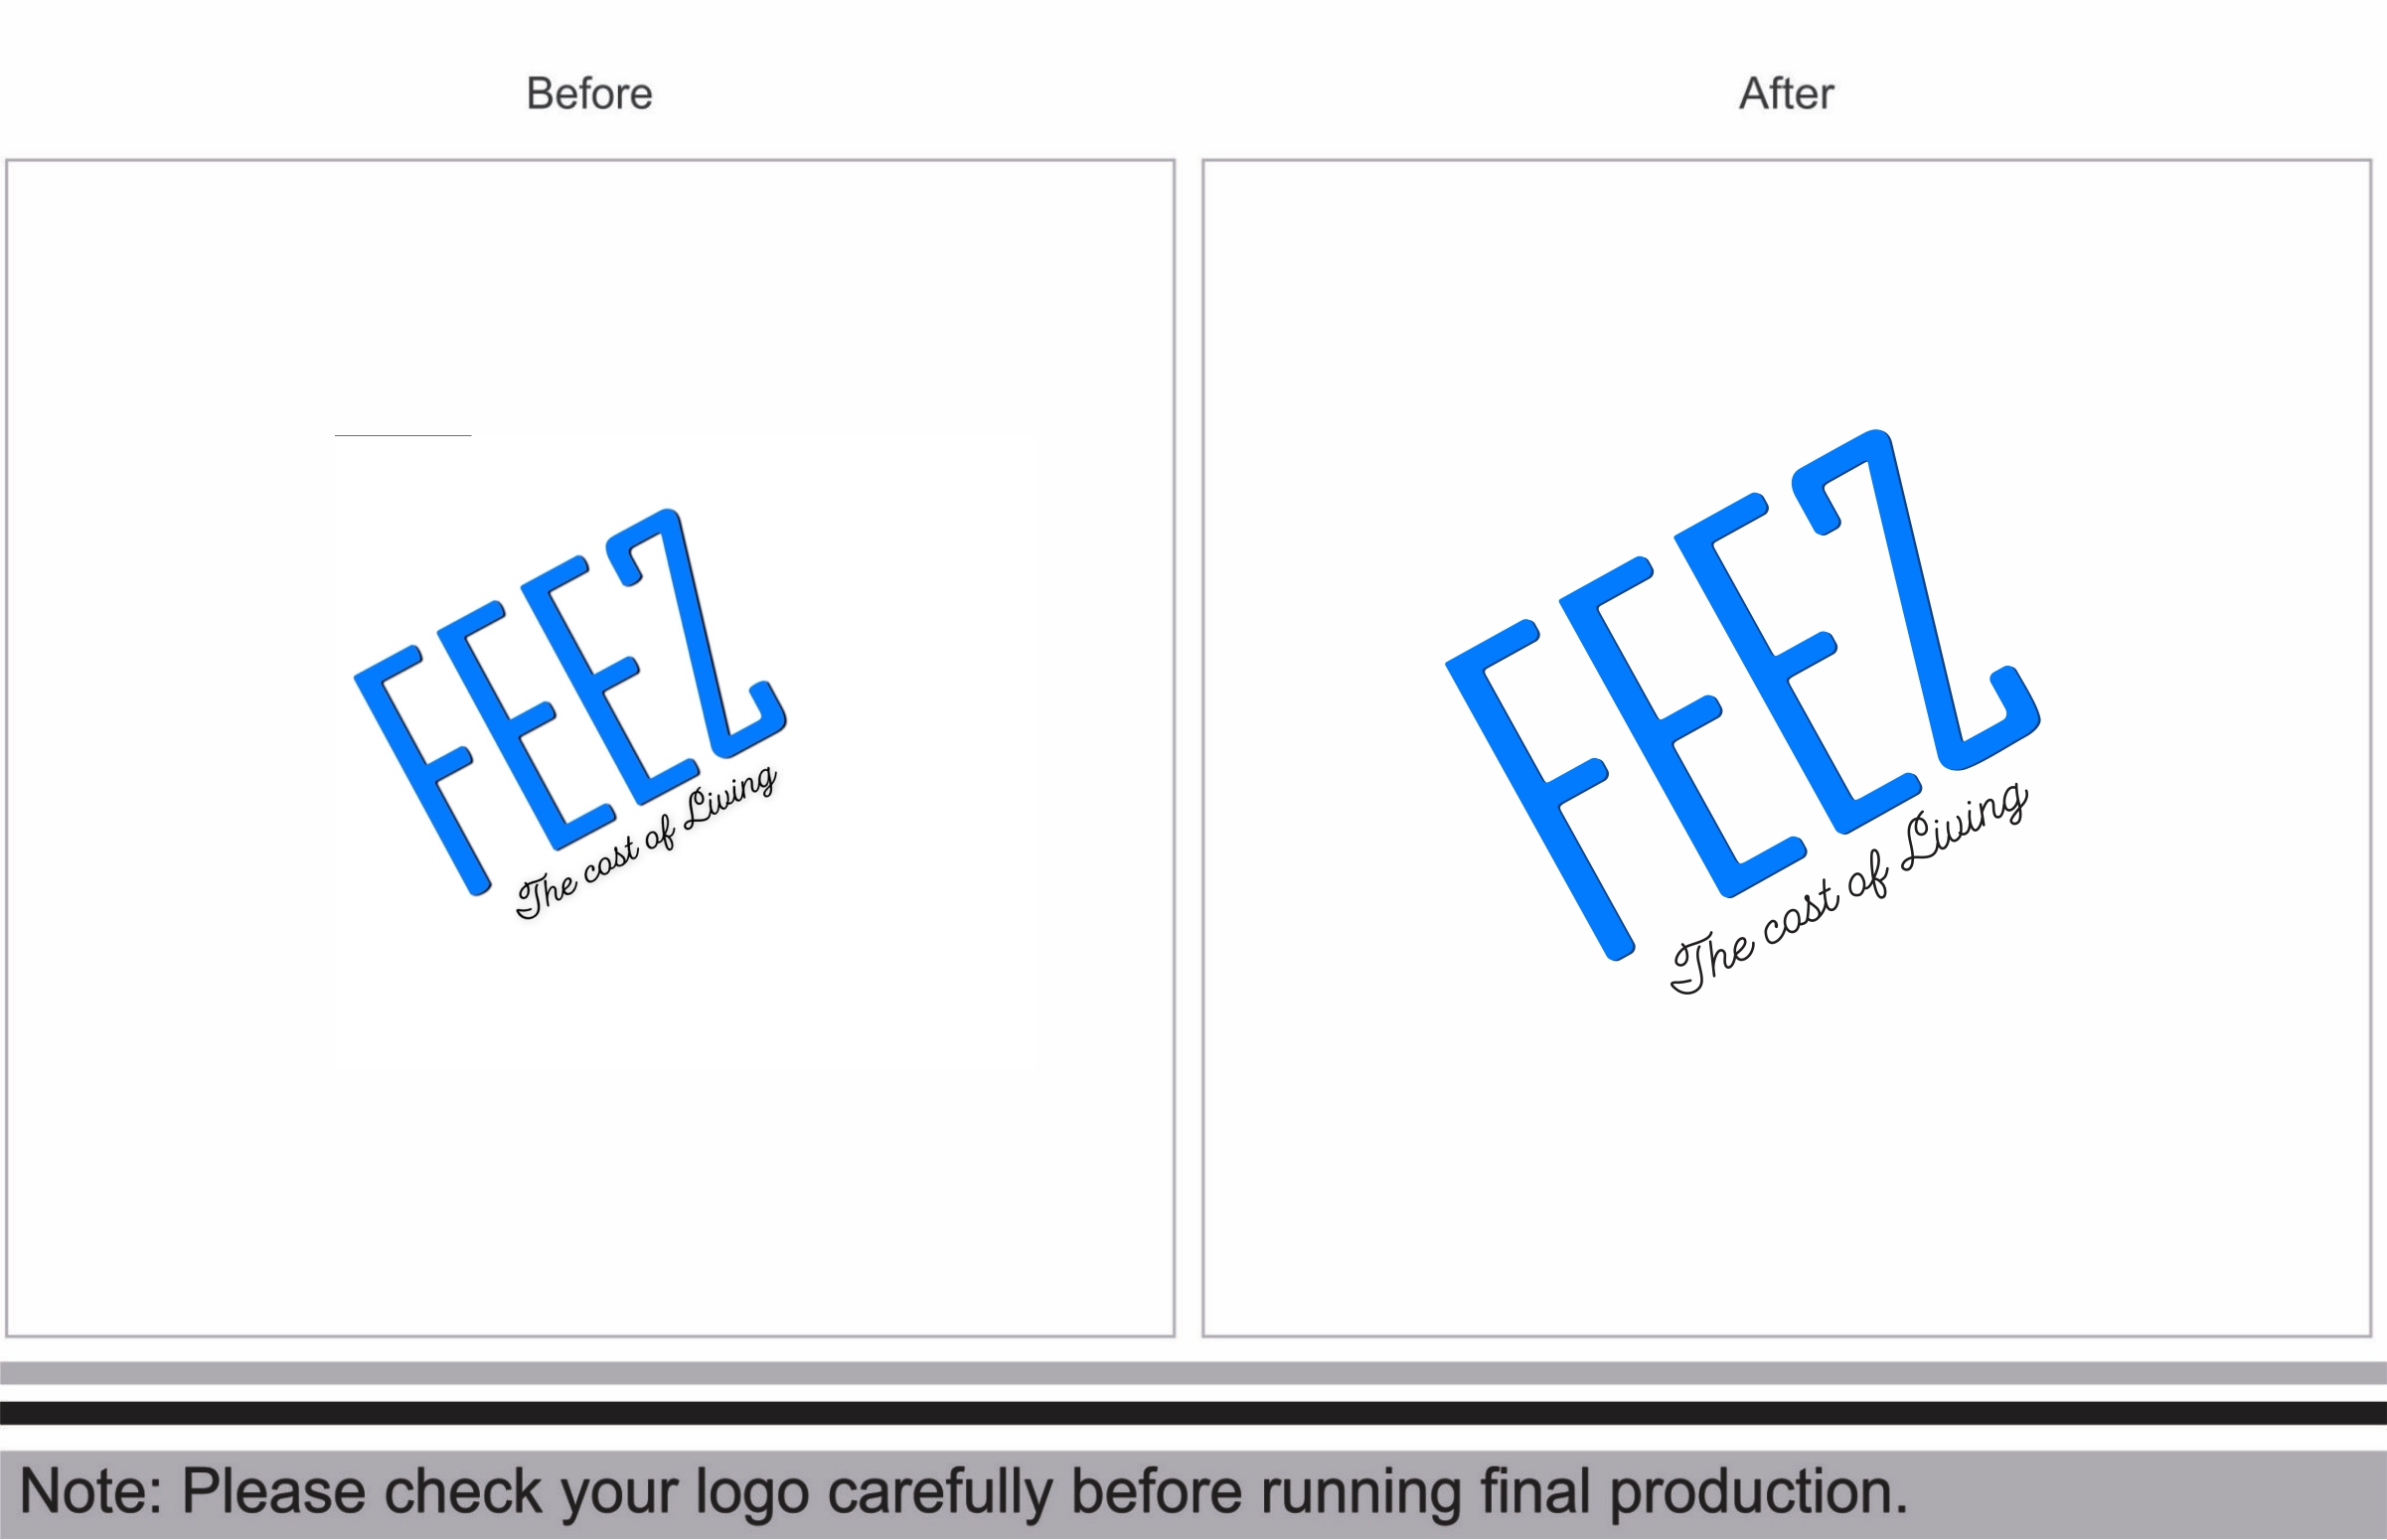 Before
After
FEEZ
The cost of Living
FEEZ
The cost of Living
Note: Please check your logo carefully before running final production.